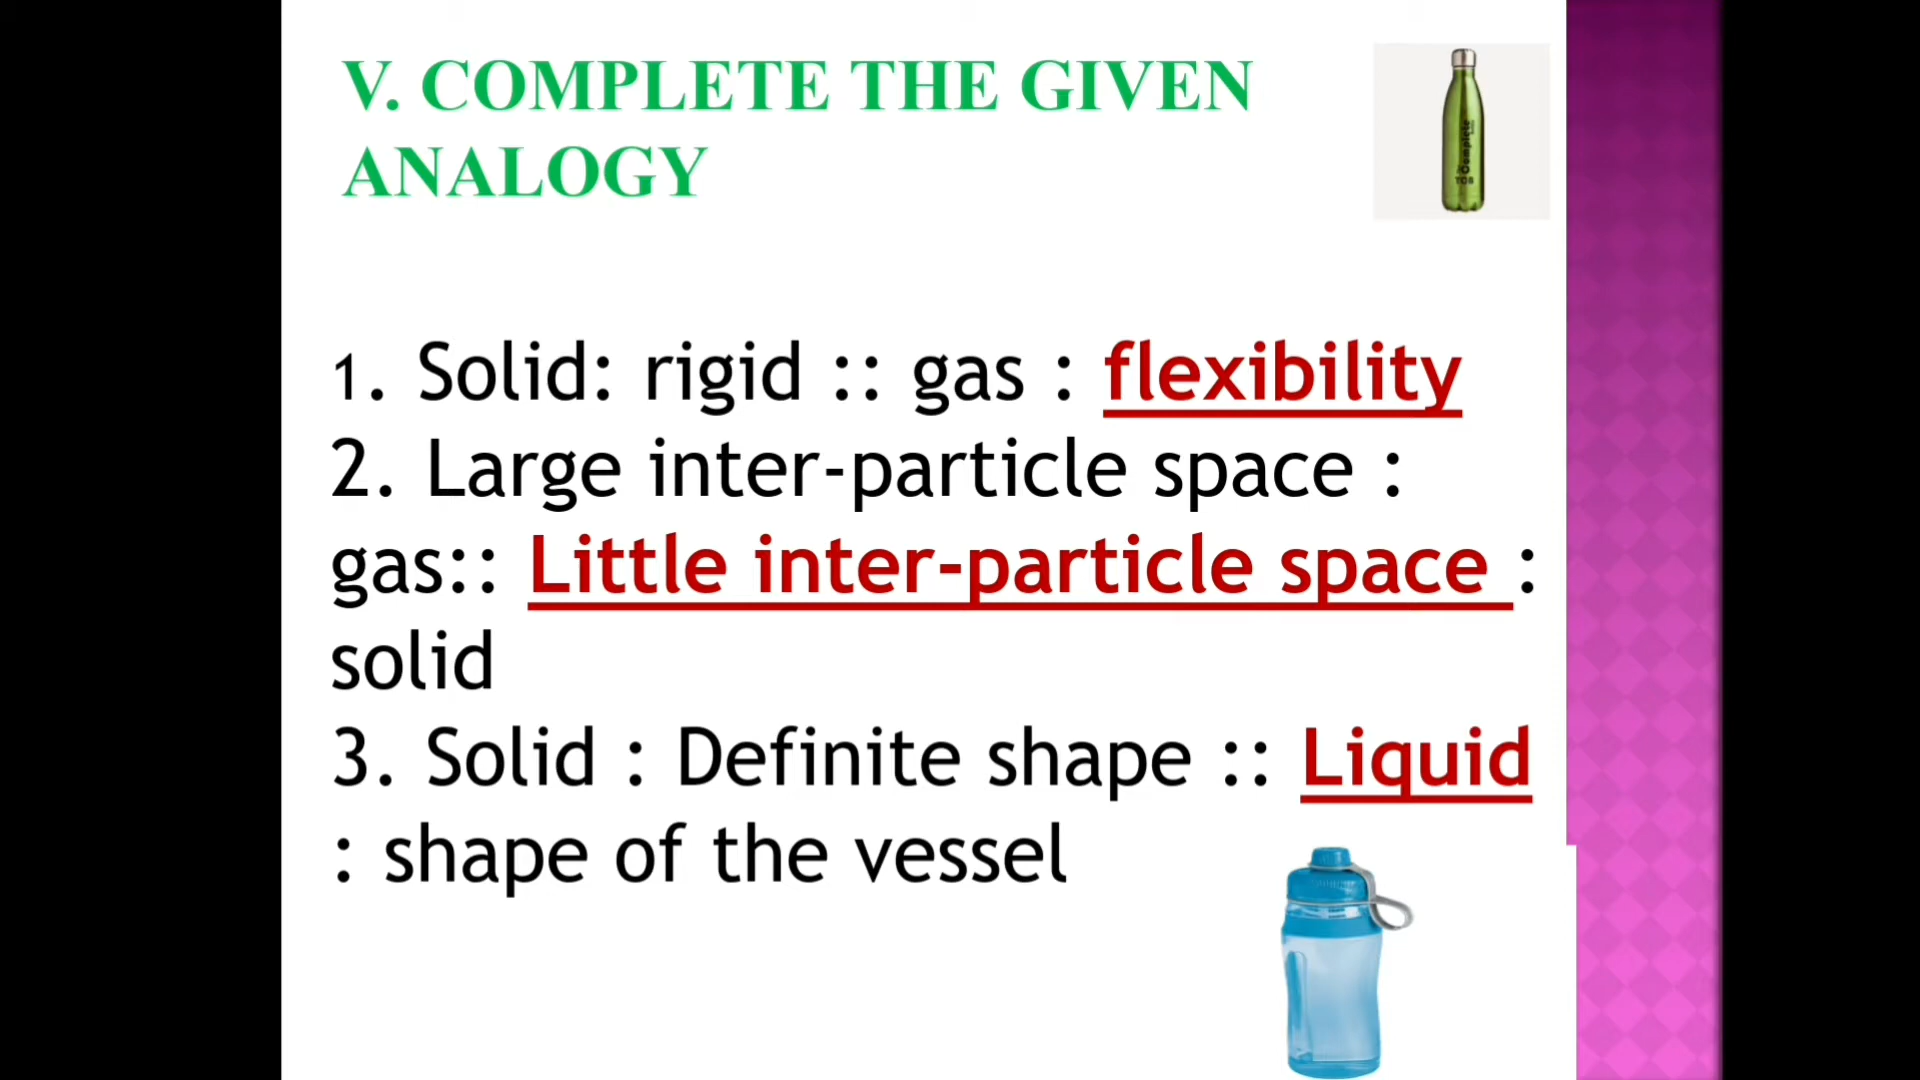 V. COMPLETE THE GIVEN
ANALOGY
1. Solid: rigid :: gas : flexibility
2. Large inter-particle space :
gas:: Little inter-particle space :
solid
3. Solid : Definite shape :: Liquid
: shape of the vessel